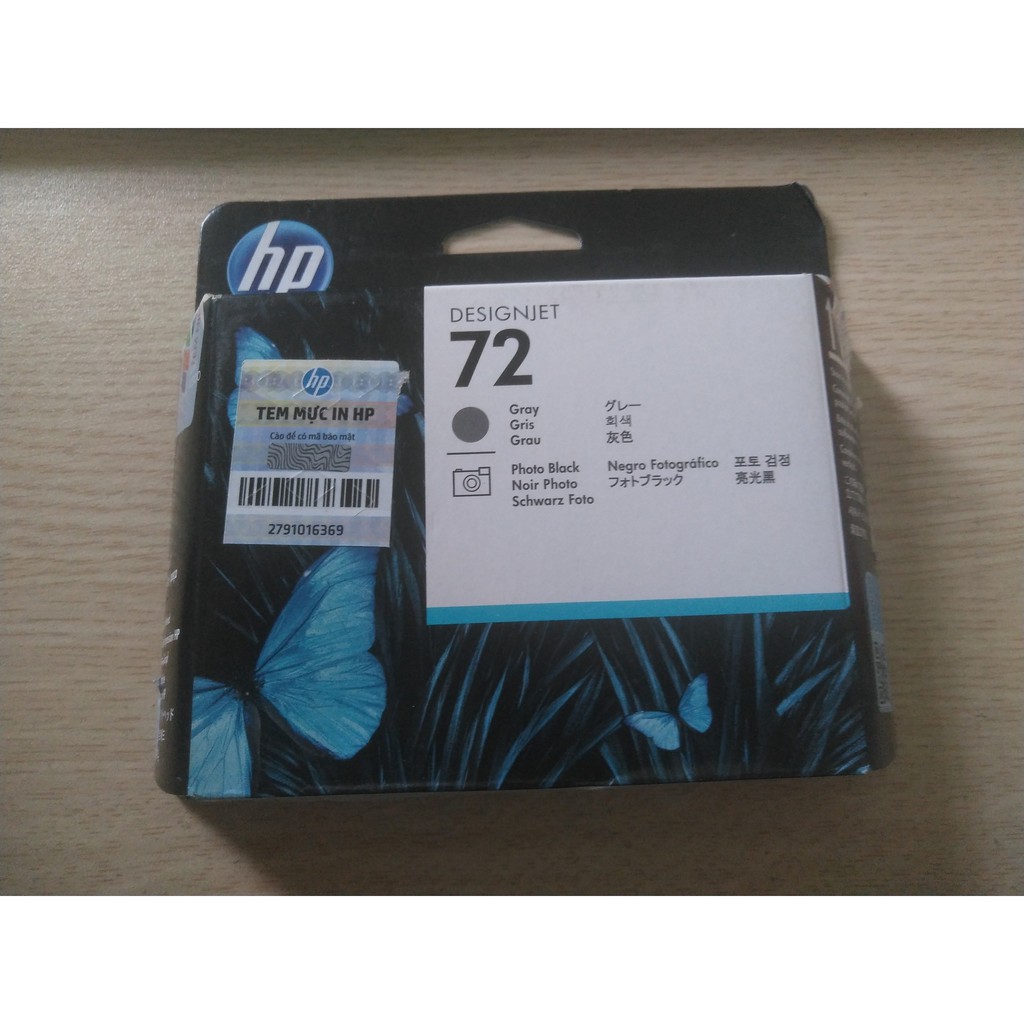 hp
DESIGNJET
72
hp
TEM MỰC IN HP
Cào để có mã bảo mật
2791016369
Gray
Gris
Grau
グレー
회색
灰色
Photo Black
Noir Photo
Schwarz Foto
Negro Fotográfico
フォトブラック
포토 검정
亮光黒